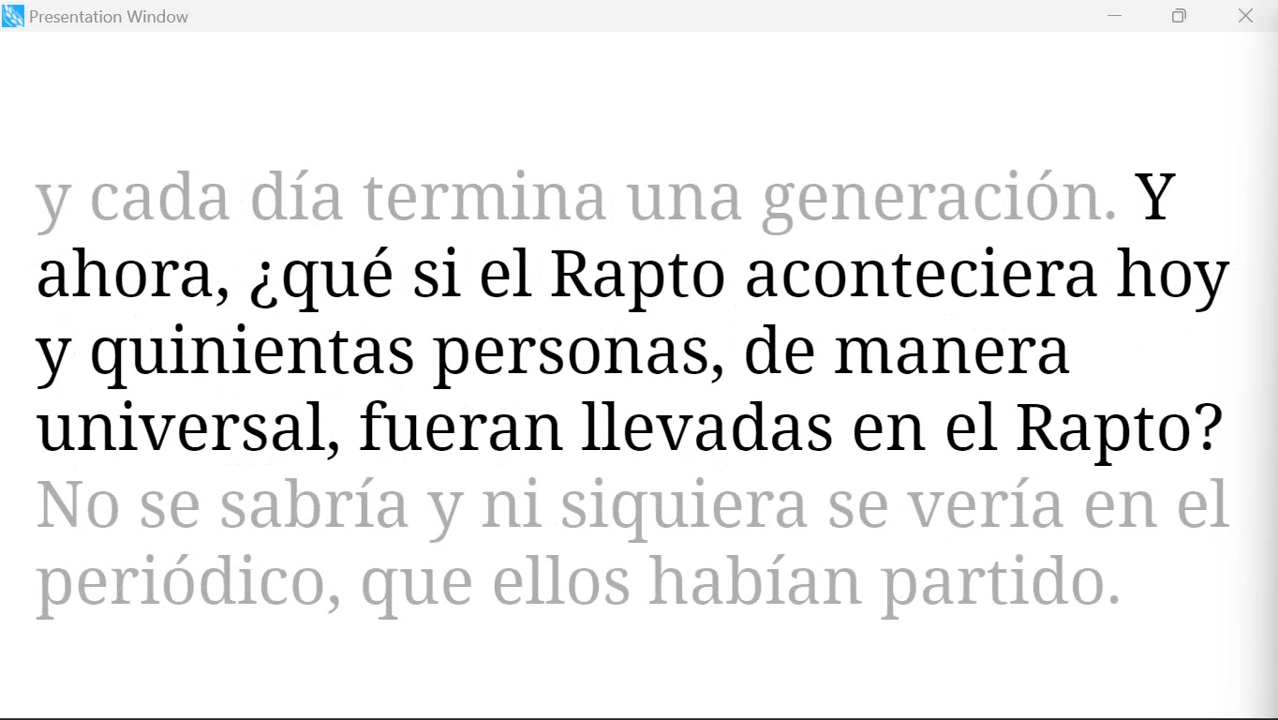 Presentation Window
y cada día termina una generación. Y
ahora, ¿qué si el Rapto aconteciera hoy
y quinientas personas, de manera
universal, fueran llevadas en el Rapto?
No se sabría y ni siquiera se vería en el
periódico, que ellos habían partido.